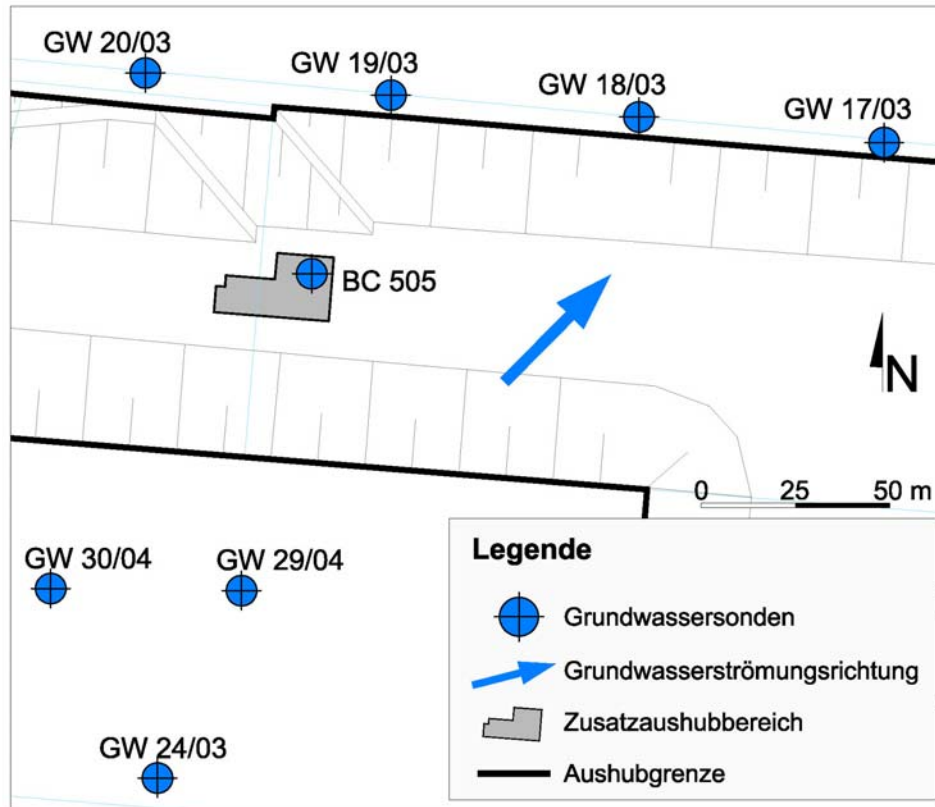 GW 20/03
GW 19/03
GW 18/03
GW 17/03
BC 505
N
0 25 50 m
GW 30/04
GW 29/04
GW 24/03
Legende
Grundwassersonden
Grundwasserströmungsrichtung
Zusatzaushubbereich
Aushubgrenze